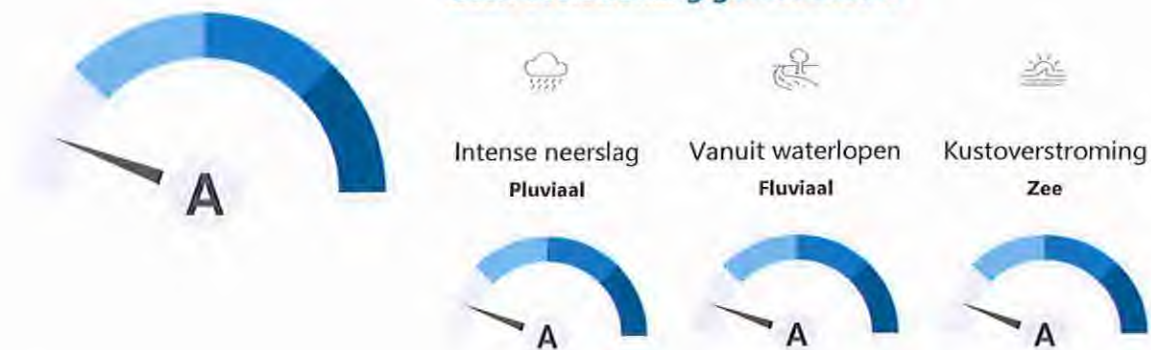 A
Intense neerslag
Pluviaal
A
Vanuit waterlopen
Fluviaal
A
Kustoverstroming
Zee
A